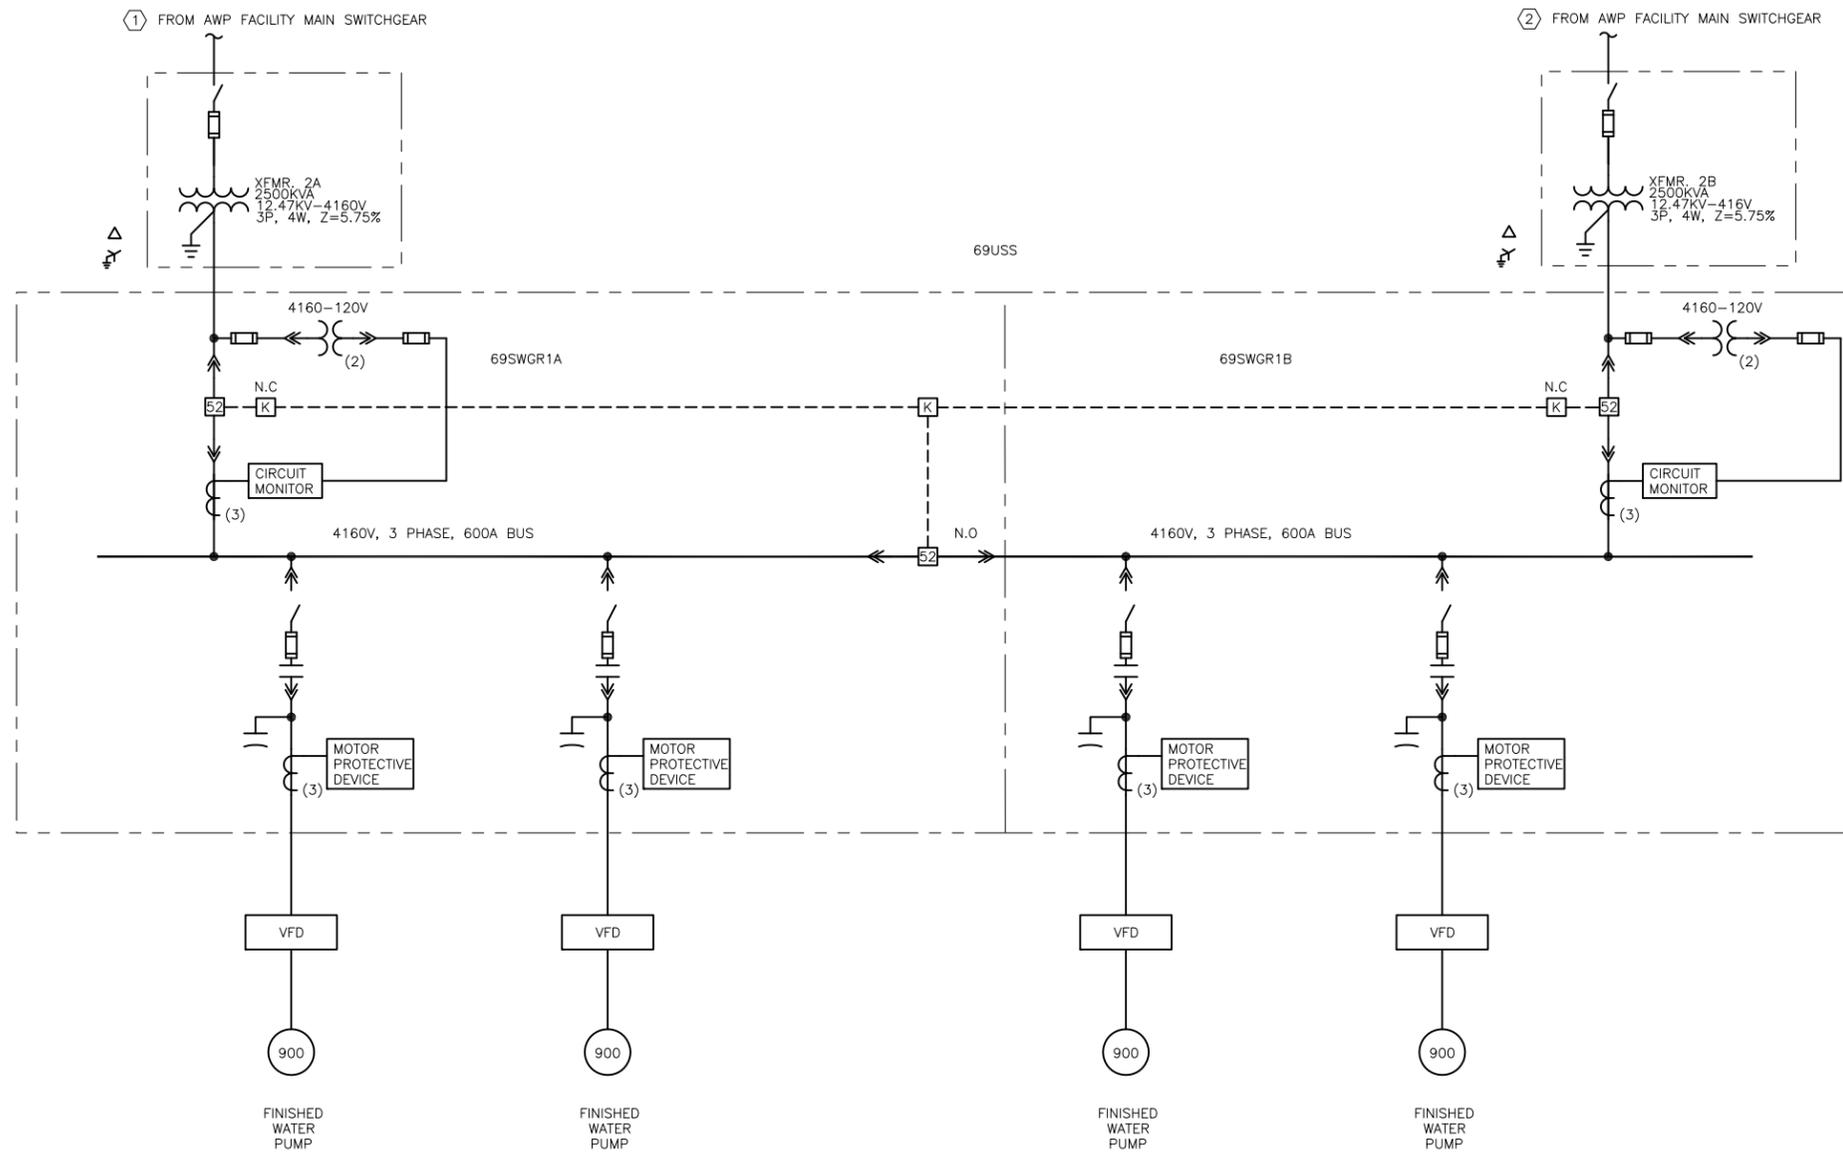 1 FROM AWP FACILITY MAIN SWITCHGEAR
2 FROM AWP FACILITY MAIN SWITCHGEAR
XFMR. 2A
2500KVA
12.47KV-4160V
3P, 4W, Z=5.75%
XFMR. 2B
2500KVA
12.47KV-416V
3P, 4W, Z=5.75%
69USS
4160-120V
(2)
69SWGR1A
69SWGR1B
4160-120V
(2)
N.C
52
K
K
N.C
K
52
CIRCUIT
MONITOR
(3)
CIRCUIT
MONITOR
(3)
4160V, 3 PHASE, 600A BUS
N.O
52
4160V, 3 PHASE, 600A BUS
MOTOR
PROTECTIVE
DEVICE
(3)
MOTOR
PROTECTIVE
DEVICE
(3)
MOTOR
PROTECTIVE
DEVICE
(3)
MOTOR
PROTECTIVE
DEVICE
(3)
VFD
VFD
VFD
VFD
900
900
900
900
FINISHED
WATER
PUMP
FINISHED
WATER
PUMP
FINISHED
WATER
PUMP
FINISHED
WATER
PUMP